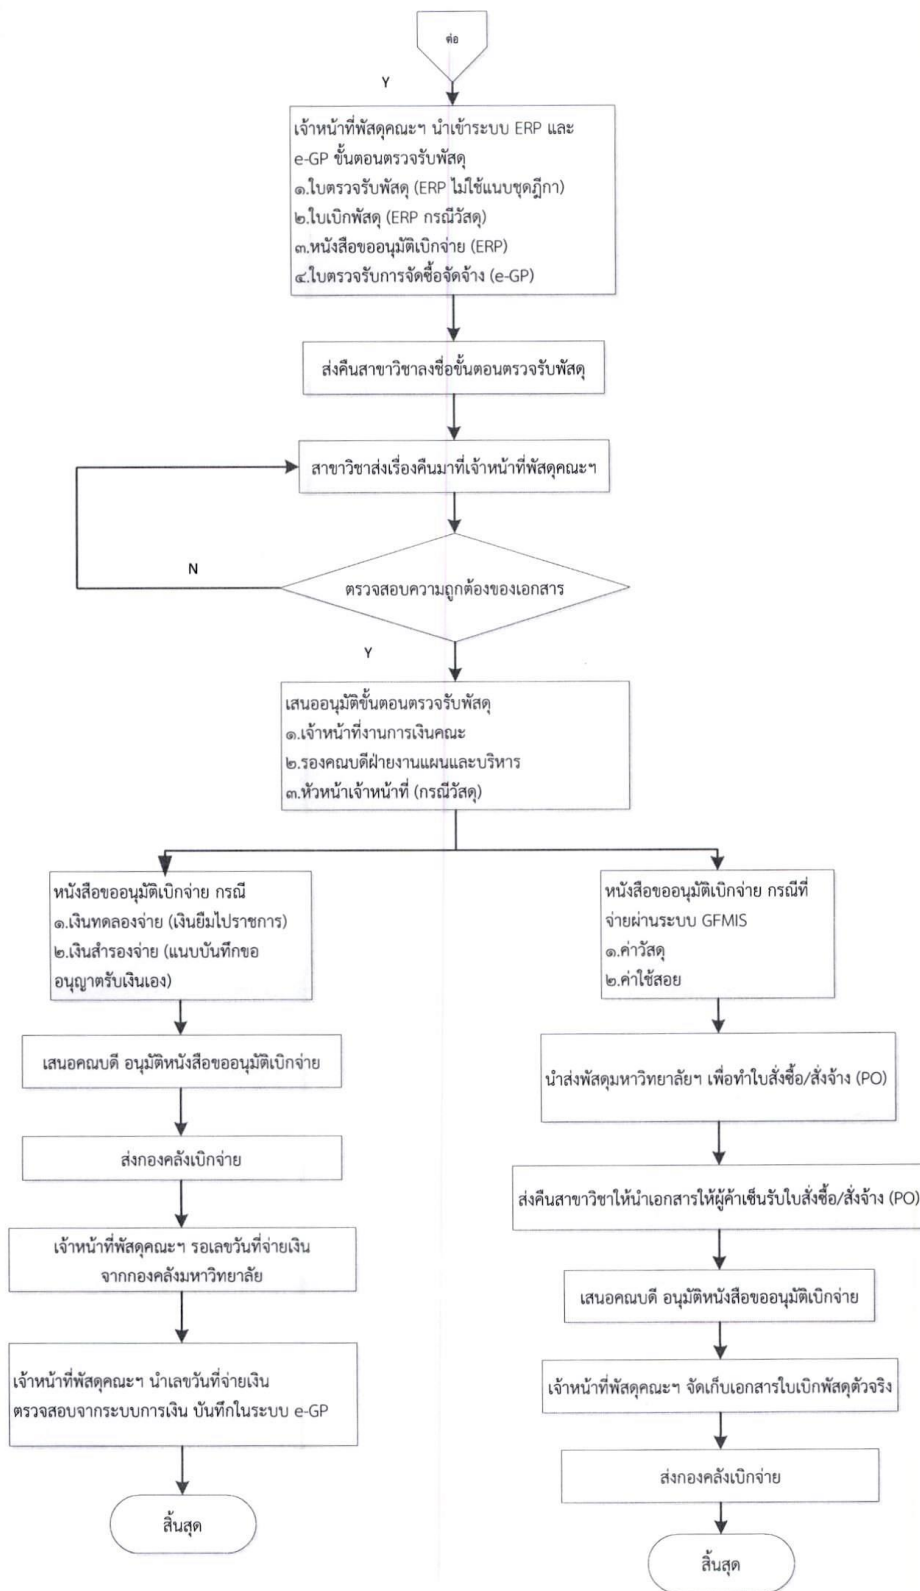 ต่อ
Y
เจ้าหน้าที่พัสดุคณะฯ นำเข้าระบบ ERP และ
e-GP ขั้นตอนตรวจรับพัสดุ
๑.ใบตรวจรับพัสดุ (ERP ไม่ใช้แนบชุดฎีกา)
๒.ใบเบิกพัสดุ (ERP กรณีวัสดุ)
๓.หนังสือขออนุมัติเบิกจ่าย (ERP)
๔.ใบตรวจรับการจัดซื้อจัดจ้าง (e-GP)
ส่งคืนสาขาวิชาลงชื่อขั้นตอนตรวจรับพัสดุ
สาขาวิชาส่งเรื่องคืนมาที่เจ้าหน้าที่พัสดุคณะฯ
N
ตรวจสอบความถูกต้องของเอกสาร
Y
เสนออนุมัติขั้นตอนตรวจรับพัสดุ
๑.เจ้าหน้าที่งานการเงินคณะ
๒.รองคณบดีฝ่ายงานแผนและบริหาร
๓.หัวหน้าเจ้าหน้าที่ (กรณีวัสดุ)
หนังสือขออนุมัติเบิกจ่าย กรณี
๑.เงินทดลองจ่าย (เงินยืมไปราชการ)
๒.เงินสำรองจ่าย (แนบบันทึกขอ
อนุญาตรับเงินเอง)
เสนอคณบดี อนุมัติหนังสือขออนุมัติเบิกจ่าย
ส่งกองคลังเบิกจ่าย
เจ้าหน้าที่พัสดุคณะฯ รอเลขวันที่จ่ายเงิน
จากกองคลังมหาวิทยาลัย
เจ้าหน้าที่พัสดุคณะฯ นำเลขวันที่จ่ายเงิน
ตรวจสอบจากระบบการเงิน บันทึกในระบบ e-GP
สิ้นสุด
หนังสือขออนุมัติเบิกจ่าย กรณีที่
จ่ายผ่านระบบ GFMIS
๑.ค่าวัสดุ
๒.ค่าใช้สอย
นำส่งพัสดุมหาวิทยาลัยฯ เพื่อทำใบสั่งซื้อ/สั่งจ้าง (PO)
ส่งคืนสาขาวิชาให้นำเอกสารให้ผู้ค้าเซ็นรับใบสั่งซื้อ/สั่งจ้าง (PO)
เสนอคณบดี อนุมัติหนังสือขออนุมัติเบิกจ่าย
เจ้าหน้าที่พัสดุคณะฯ จัดเก็บเอกสารใบเบิกพัสดุตัวจริง
ส่งกองคลังเบิกจ่าย
สิ้นสุด